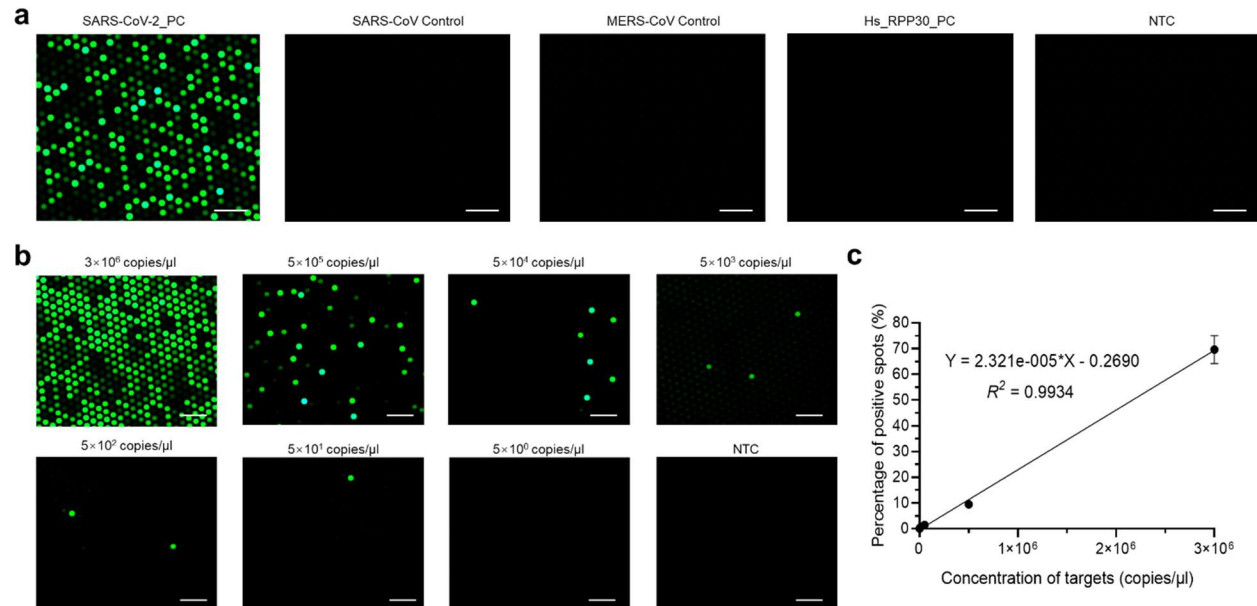 a
SARS-CoV-2_PC
SARS-CoV Control
MERS-CoV Control
Hs_RPP30_PC
NTC
b
3×10⁶ copies/µl
5×10⁵ copies/µl
5×10⁴ copies/µl
5×10³ copies/µl
5×10² copies/µl
5×10¹ copies/µl
5×10⁰ copies/µl
NTC
c
Percentage of positive spots (%)
80
70
60
50
40
30
20
10
0
Y = 2.321e-005*X - 0.2690
R² = 0.9934
0
1×10⁶
2×10⁶
3×10⁶
Concentration of targets (copies/µl)